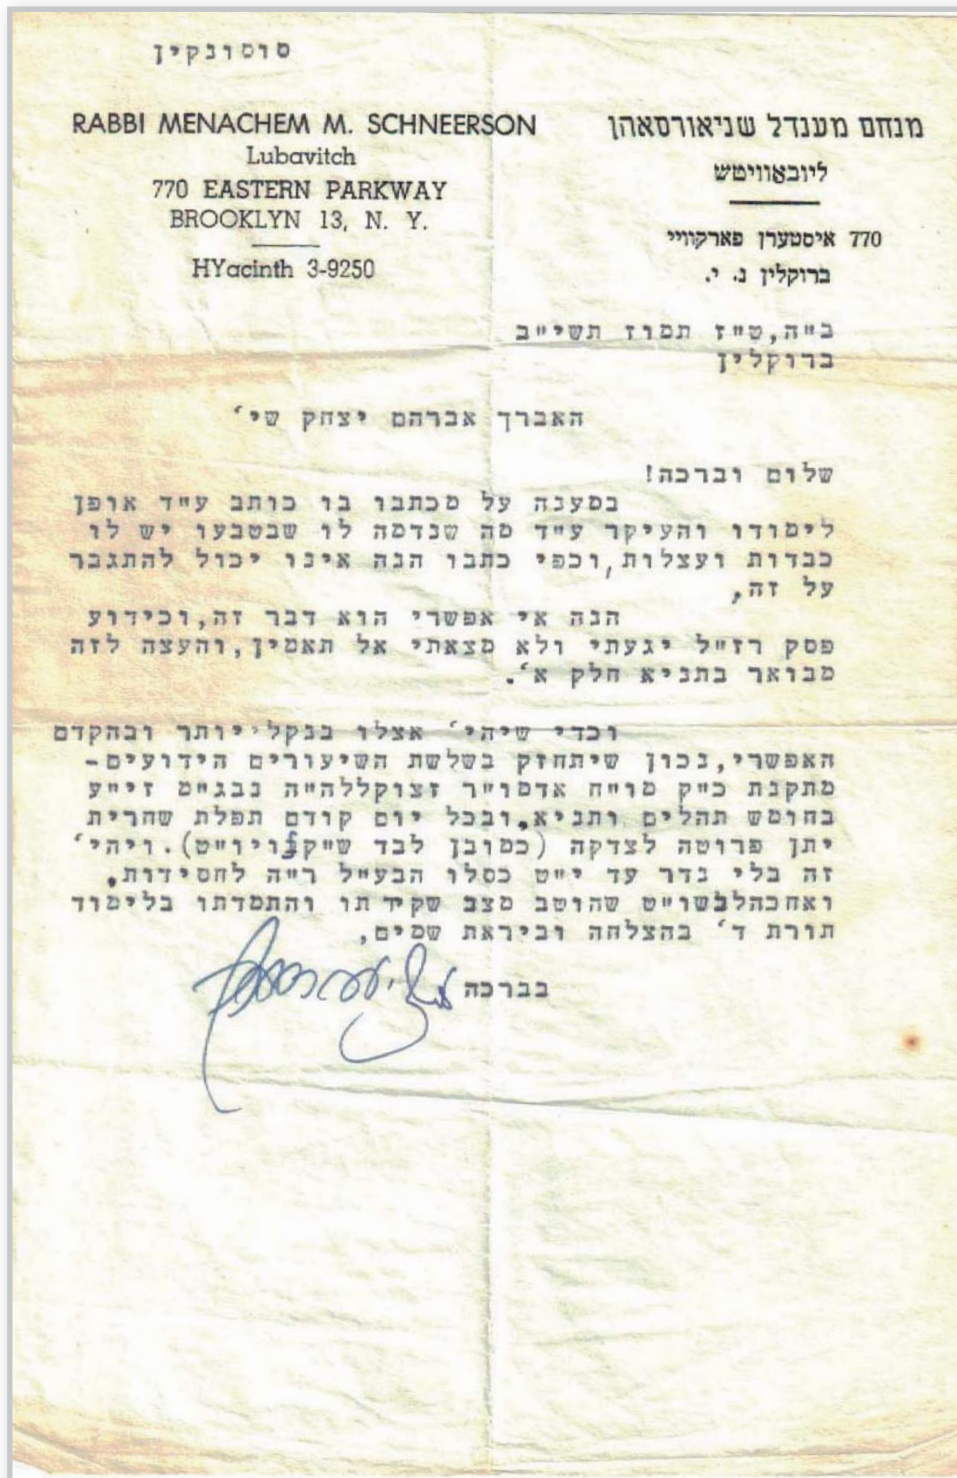 סוסונקין
RABBI MENACHEM M. SCHNEERSON
Lubavitch
770 EASTERN PARKWAY
BROOKLYN 13, N. Y.
HYacinth 3-9250
מנחם מענדל שניאורסאהן
ליובאוויטש
770 איסטערן פארקוויי
ברוקלין נ. י.
ב"ה, ט"ז תמוז תשי"ב
ברוקלין
האברך אברהם יצחק שי'
שלום וברכה!
במענה על מכתבו בו כותב ע"ד אופן
לימודו והעיקר ע"ד מה שנדמה לו שבטבעו יש לו
כבדות ועצלות, וכפי כתבו הנה אינו יכול להתגבר
על זה,
הנה אי אפשרי הוא דבר זה, וכידוע
פסק רז"ל יגעתי ולא מצאתי אל תאמין, והעצה לזה
מבואר בתניא חלק א'.
וכדי שיהי' אצלו בנקל יותר ובהקדם
האפשרי, נכון שיתחזק בשלשת השיעורים הידועים-
מתקנת כ"ק מו"ח אדמו"ר זצוקללה"ה נבג"מ זי"ע
בחומש תהלים ותניא. ובכל יום קודם תפלת שחרית
יתן פרוטה לצדקה (כמובן לבד ש"ק ויו"ט). ויהי'
זה בלי נדר עד י"ט כסלו הבע"ל ר"ה לחסידות.
ואחכה לבשו"ט שהוטב מצב שקידתו והתמדתו בלימוד
תורת ד' בהצלחה וביראת שמים,
בברכה